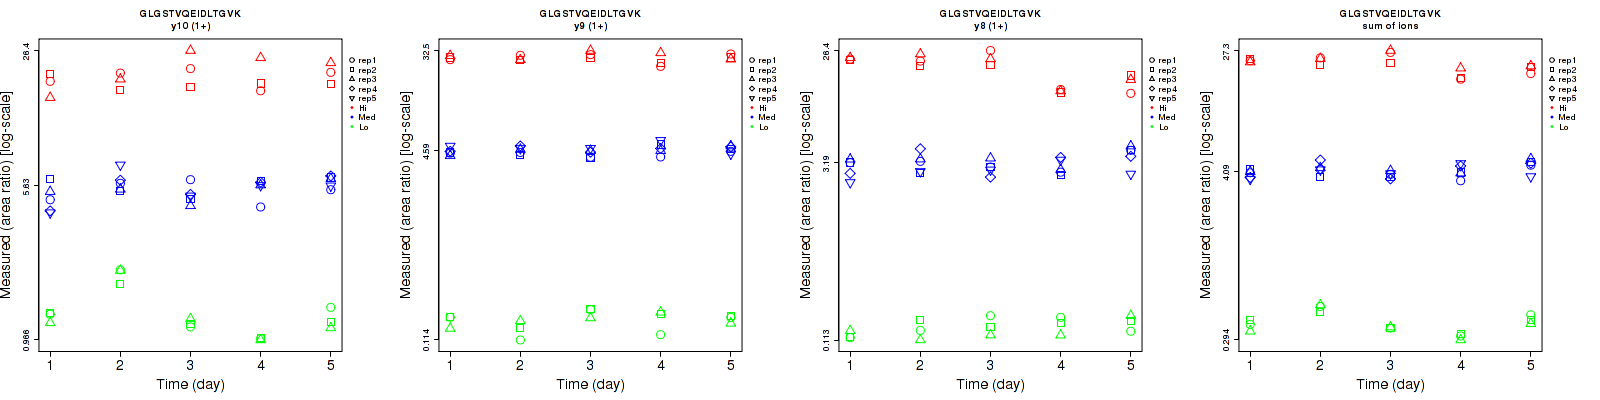 GLGSTVQEIDLTGVK
y10 (1+)
Measured (area ratio) [log-scale]
26.4
5.83
0.986
1 2 3 4 5
Time (day)
rep1
rep2
rep3
rep4
rep5
Hi
Med
Lo
GLGSTVQEIDLTGVK
y9 (1+)
Measured (area ratio) [log-scale]
32.5
4.59
0.114
1 2 3 4 5
Time (day)
rep1
rep2
rep3
rep4
rep5
Hi
Med
Lo
GLGSTVQEIDLTGVK
y8 (1+)
Measured (area ratio) [log-scale]
26.4
3.19
0.113
1 2 3 4 5
Time (day)
rep1
rep2
rep3
rep4
rep5
Hi
Med
Lo
GLGSTVQEIDLTGVK
sum of ions
Measured (area ratio) [log-scale]
27.3
4.09
0.294
1 2 3 4 5
Time (day)
rep1
rep2
rep3
rep4
rep5
Hi
Med
Lo